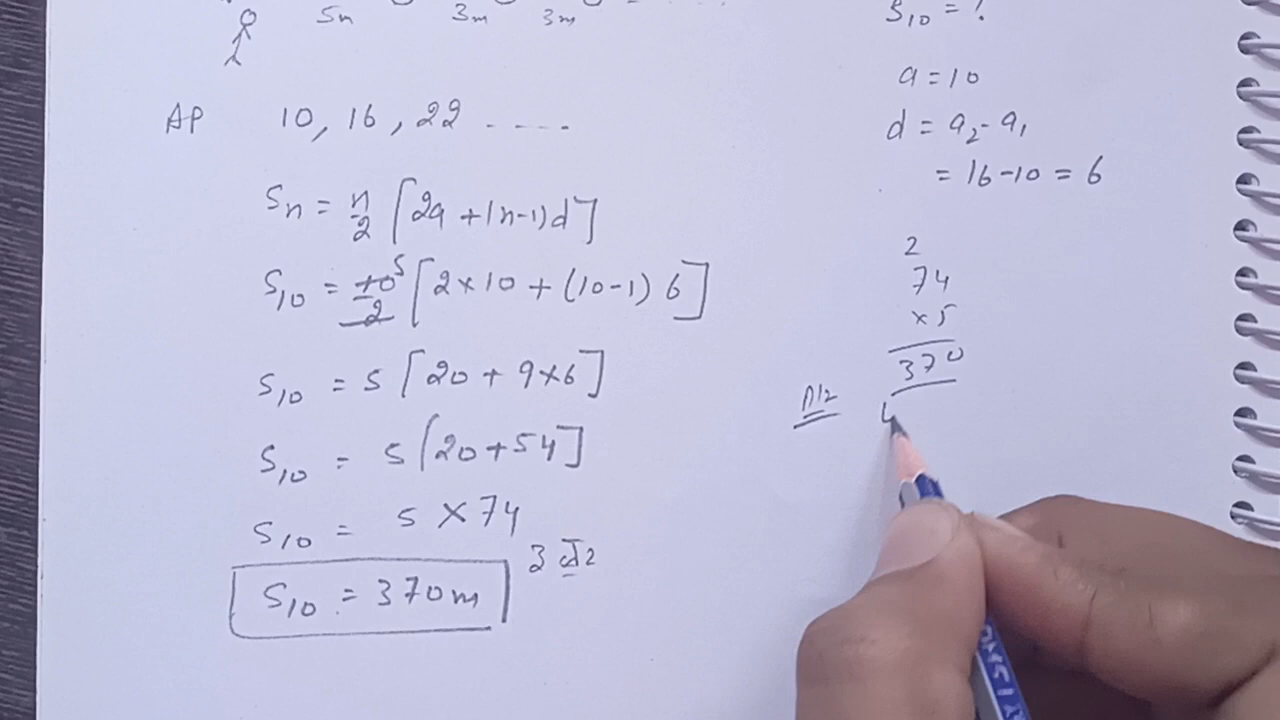 5m 3m 3m
S10 = ?
a = 10
d = a2 - a1
= 16-10 = 6
AP 10, 16, 22 .....
Sn = n/2 [2a + (n-1)d]
S10 = 10/2 5 [2×10 + (10-1) 6]
S10 = 5 [20 + 9×6]
S10 = 5 [20+54]
S10 = 5 × 74
S10 = 370m
2
74
×5
370